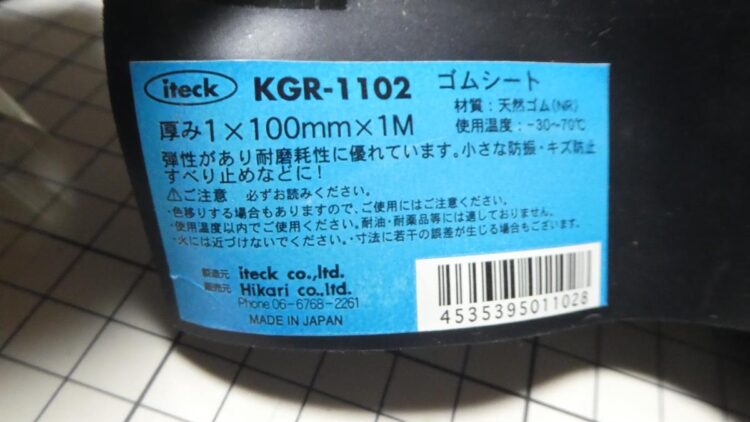 iteck KGR-1102 ゴムシート
材質：天然ゴム(NR)
厚み1×100mm×1M 使用温度：-30~70℃
弾性があり耐磨耗性に優れています。小さな防振・キズ防止
すべり止めなどに！
⚠ご注意 必ずお読みください。
・色移りする場合もありますので、ご使用にはご注意ください。
・使用温度以内でご使用ください。耐油・耐薬品等には適しておりません。
・火には近づけないでください。・寸法に若干の誤差が生じる場合もございます。
製造元 iteck co.,ltd.
販売元 Hikari co.,ltd.
Phone.06-6768-2261
MADE IN JAPAN
4535395011028